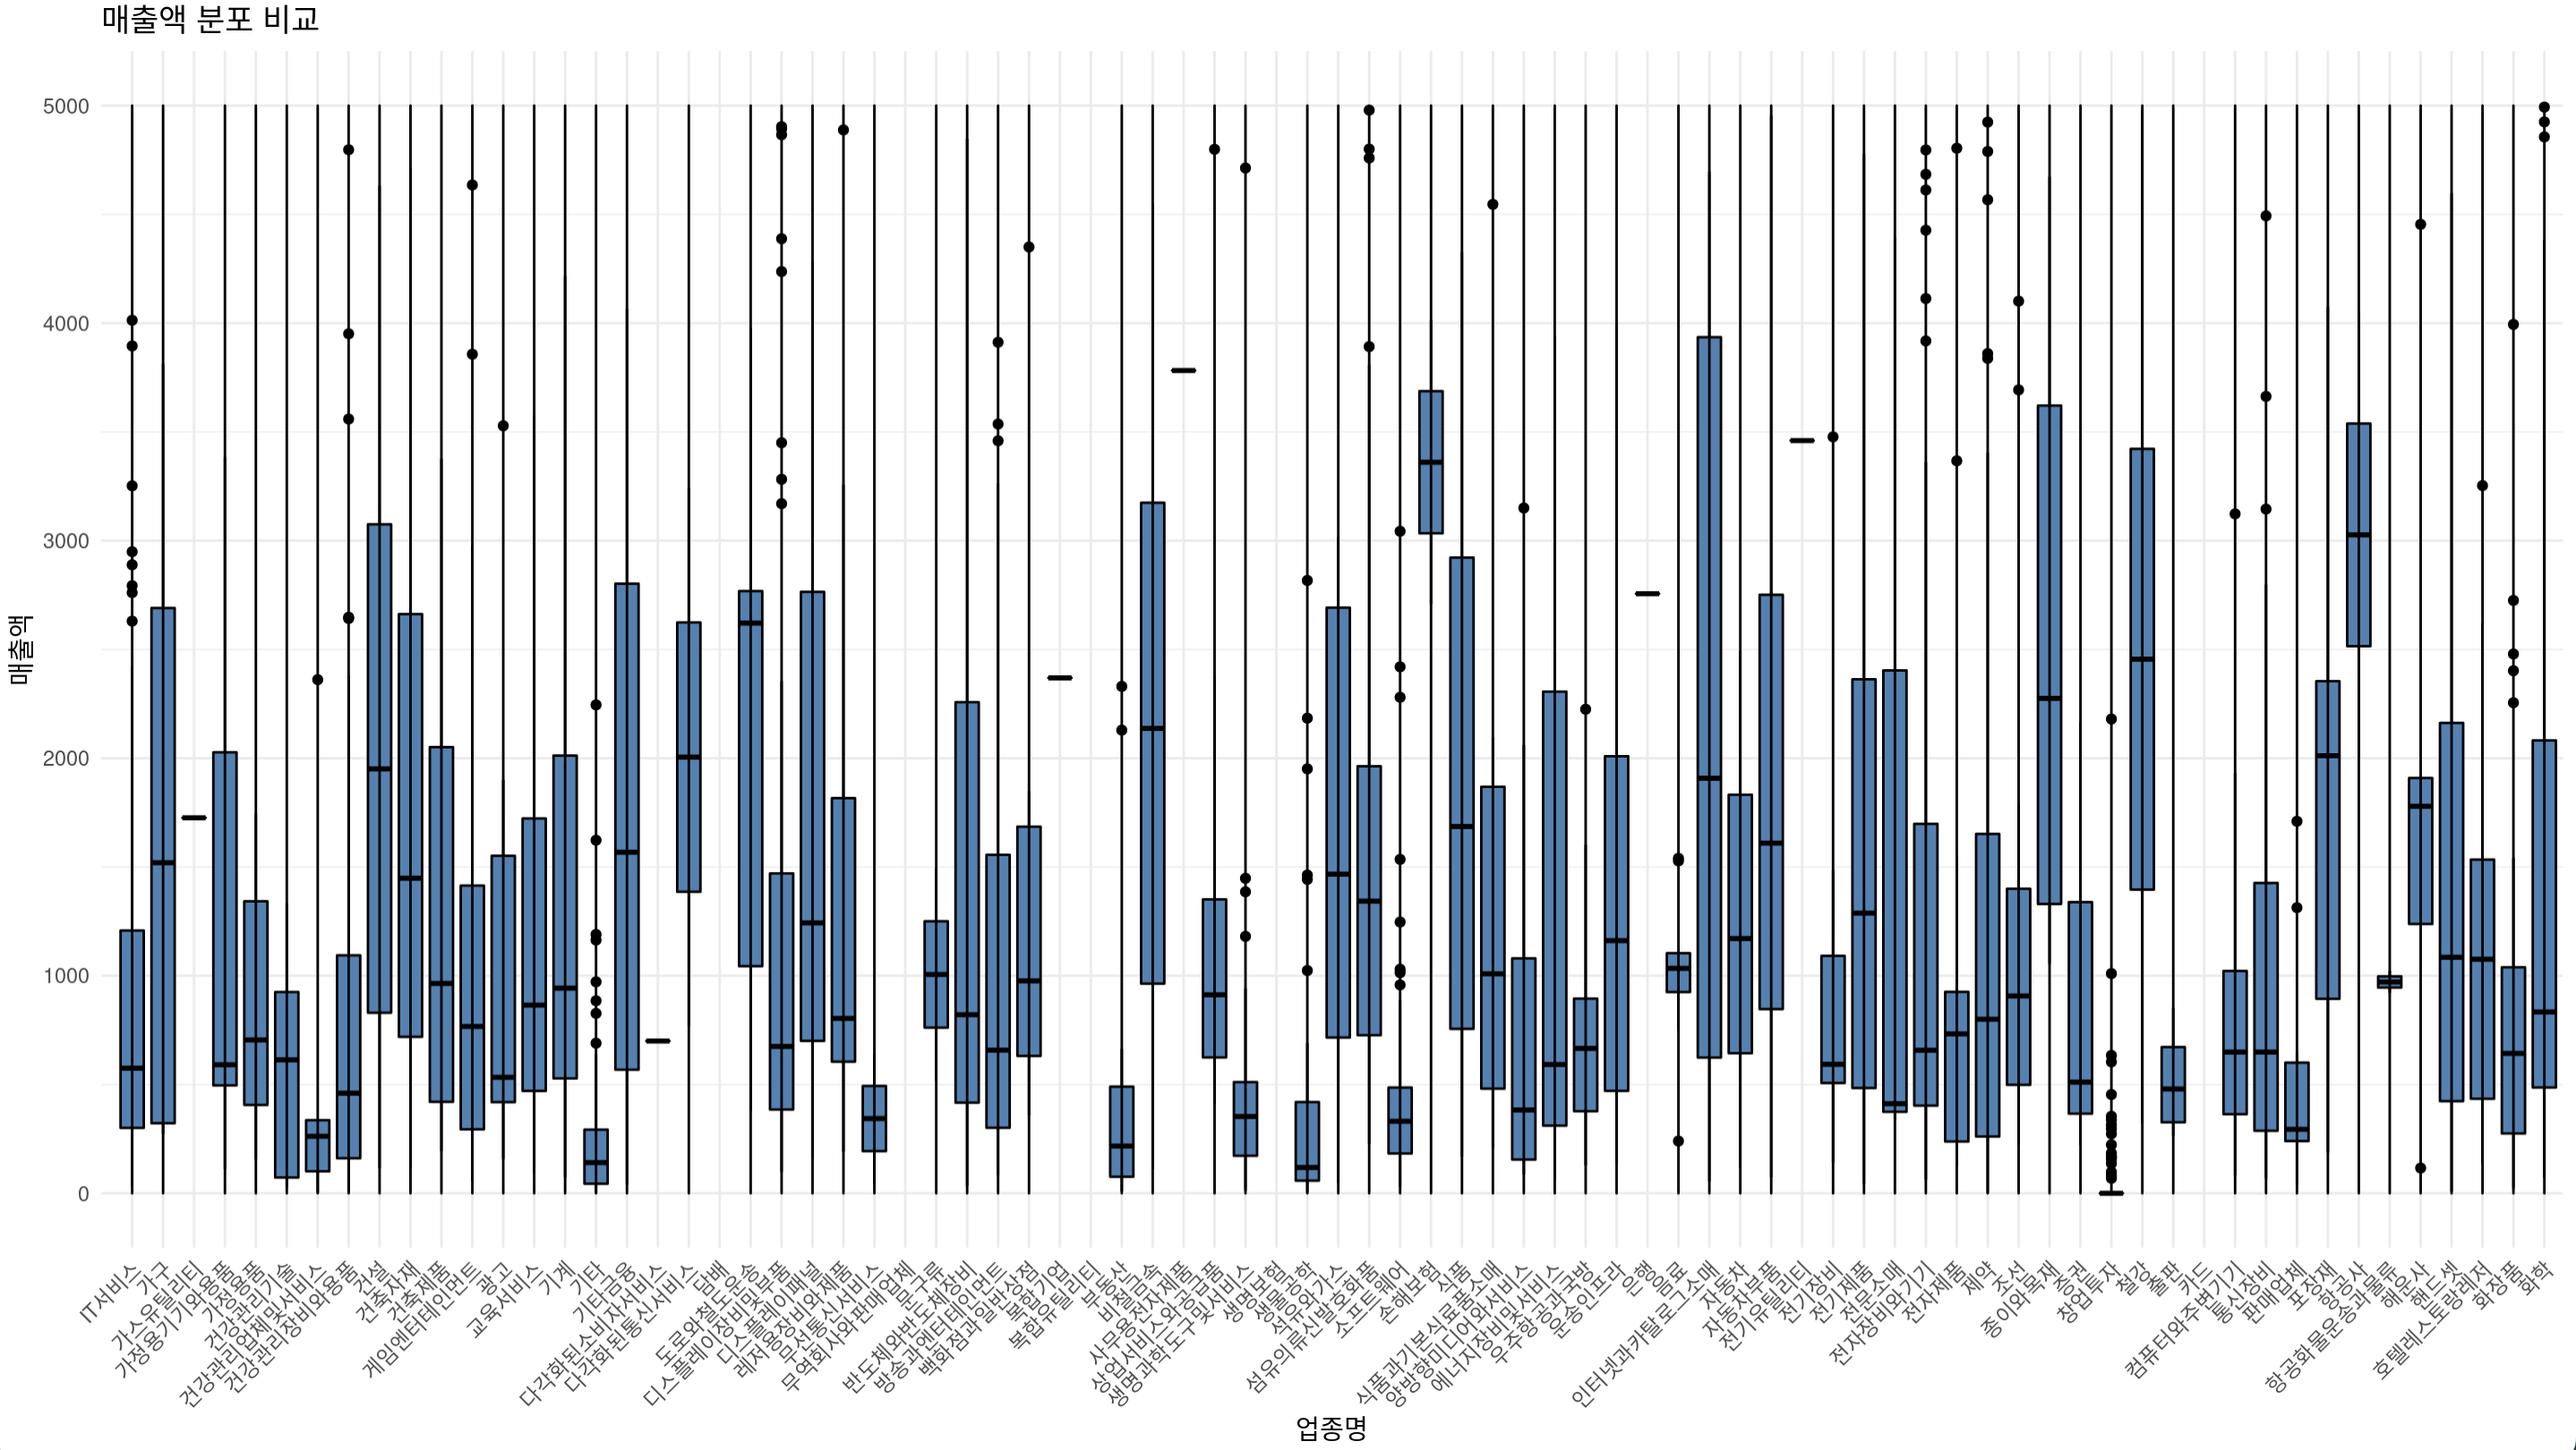 매출액 분포 비교
매출액
5000
4000
3000
2000
1000
0
IT서비스
가구
가스유틸리티
가정용기기와용품
가정용품
건강관리기술
건강관리업체및서비스
건강관리장비와용품
건설
건축자재
건축제품
게임엔터테인먼트
광고
교육서비스
기계
기타
기타금융
다각화된소비자서비스
다각화된통신서비스
담배
도로와철도운송
디스플레이장비및부품
디스플레이패널
레저용장비와제품
무선통신서비스
무역회사와판매업체
문구류
반도체와반도체장비
방송과엔터테인먼트
백화점과일반상점
복합기업
복합유틸리티
부동산
비철금속
사무용전자제품
상업서비스와공급품
생명과학도구및서비스
생명보험
생물공학
석유와가스
섬유의류신발호화품
소프트웨어
손해보험
식품
식품과기본식료품소매
양방향미디어와서비스
에너지장비및서비스
우주항공과국방
운송인프라
은행
음료
인터넷과카탈로그소매
자동차
자동차부품
전기유틸리티
전기장비
전기제품
전문소매
전자장비와기기
전자제품
제약
조선
종이와목재
증권
창업투자
철강
출판
카드
컴퓨터와주변기기
통신장비
판매업체
포장재
항공사
항공화물운송과물류
해운사
핸드셋
호텔레스토랑레저
화장품
화학
업종명